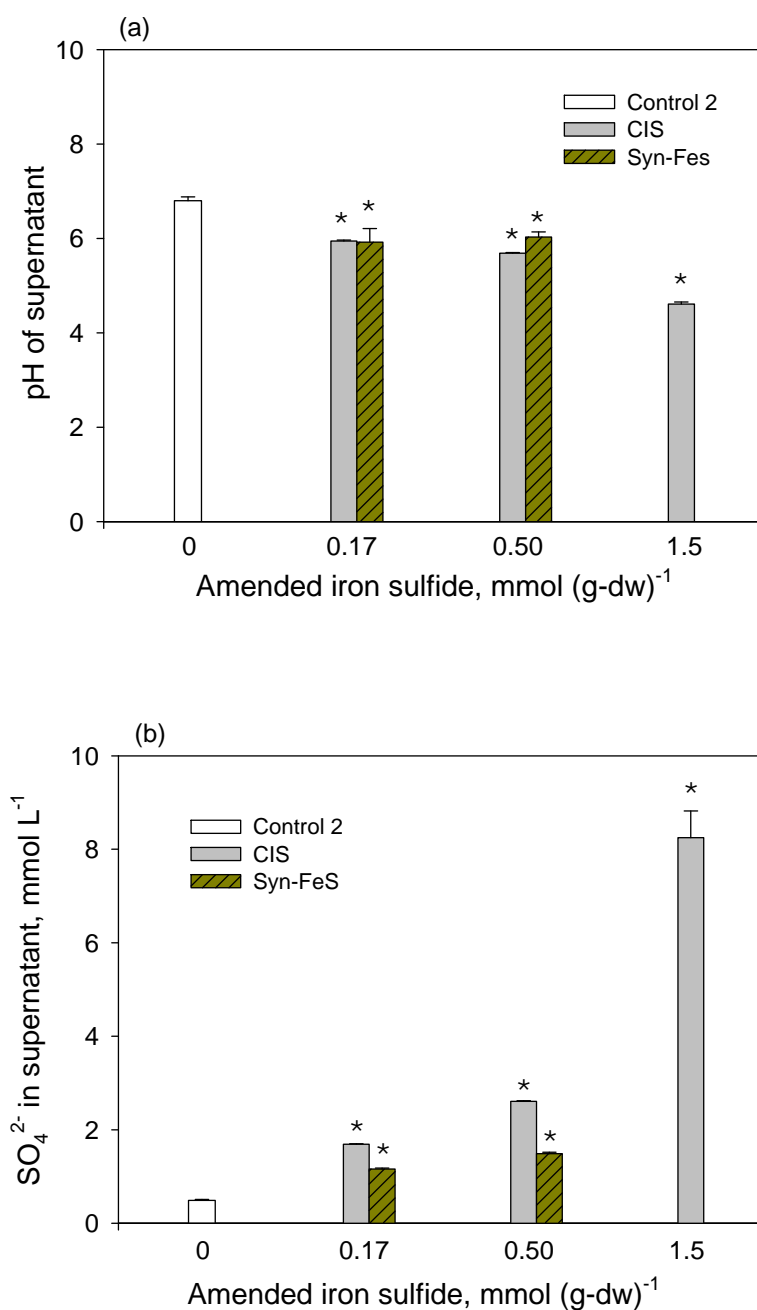 (a)
10
8
6
4
2
0
pH of supernatant
Control 2
CIS
Syn-Fes
* *
* *
*
0 0.17 0.50 1.5
Amended iron sulfide, mmol (g-dw)⁻¹
(b)
10
8
6
4
2
0
SO₄²⁻ in supernatant, mmol L⁻¹
Control 2
CIS
Syn-FeS
*
*
*
*
*
0 0.17 0.50 1.5
Amended iron sulfide, mmol (g-dw)⁻¹